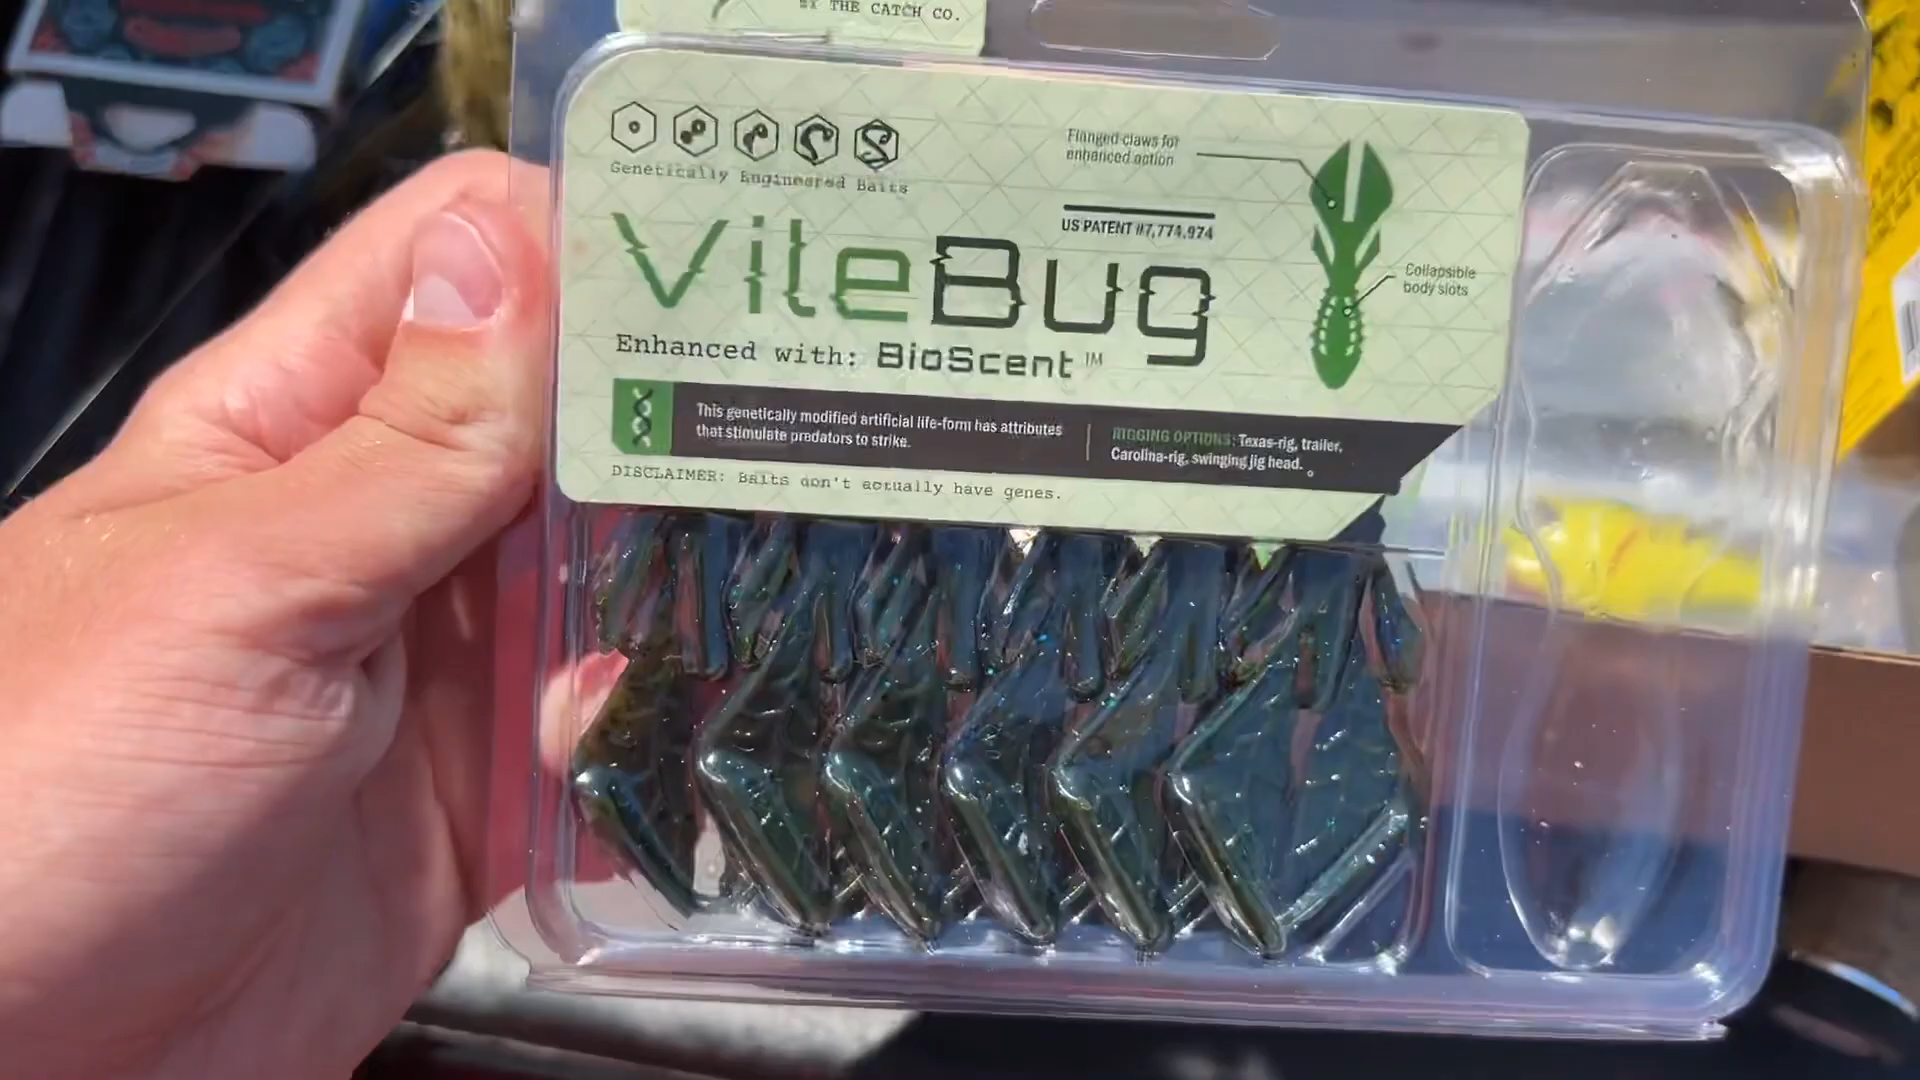 BY THE CATCH CO.
Genetically Engineered Baits
Flanged claws for
enhanced action
US PATENT #7,774,974
VileBug
Collapsible
body slots
Enhanced with: BioScent™
This genetically modified artificial life-form has attributes
that stimulate predators to strike.
RIGGING OPTIONS: Texas-rig, trailer,
Carolina-rig, swinging jig head.
DISCLAIMER: Baits don't actually have genes.